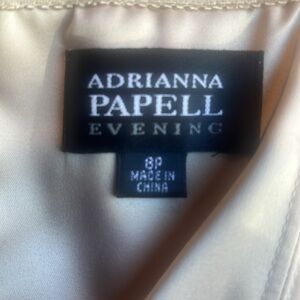 ADRIANNA
PAPELL
EVENING
8P
MADE IN
CHINA